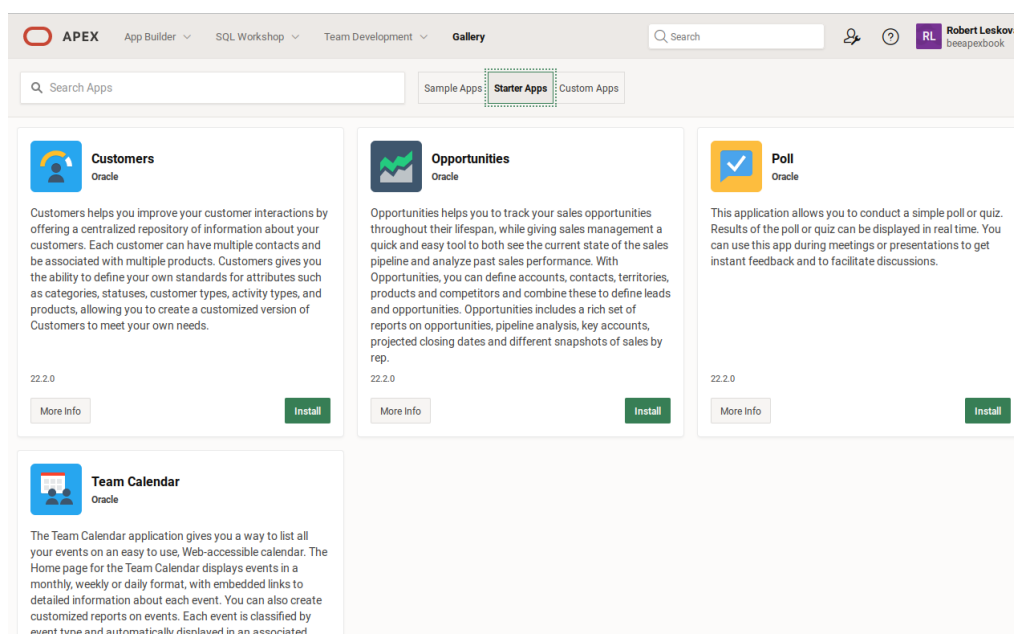 APEX App Builder SQL Workshop Team Development Gallery Search RL Robert Leskova
beeapexbook
Search Apps Sample Apps Starter Apps Custom Apps
Customers
Oracle
Customers helps you improve your customer interactions by
offering a centralized repository of information about your
customers. Each customer can have multiple contacts and
be associated with multiple products. Customers gives you
the ability to define your own standards for attributes such
as categories, statuses, customer types, activity types, and
products, allowing you to create a customized version of
Customers to meet your own needs.
22.2.0
More Info Install
Opportunities
Oracle
Opportunities helps you to track your sales opportunities
throughout their lifespan, while giving sales management a
quick and easy tool to both see the current state of the sales
pipeline and analyze past sales performance. With
Opportunities, you can define accounts, contacts, territories,
products and competitors and combine these to define leads
and opportunities. Opportunities includes a rich set of
reports on opportunities, pipeline analysis, key accounts,
projected closing dates and different snapshots of sales by
rep.
22.2.0
More Info Install
Poll
Oracle
This application allows you to conduct a simple poll or quiz.
Results of the poll or quiz can be displayed in real time. You
can use this app during meetings or presentations to get
instant feedback and to facilitate discussions.
22.2.0
More Info Install
Team Calendar
Oracle
The Team Calendar application gives you a way to list all
your events on an easy to use, Web-accessible calendar. The
Home page for the Team Calendar displays events in a
monthly, weekly or daily format, with embedded links to
detailed information about each event. You can also create
customized reports on events. Each event is classified by
event type and automatically displayed in an associated